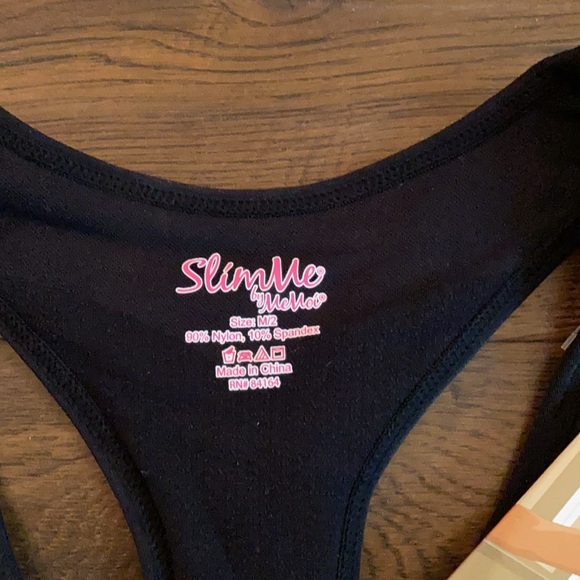 SlimMe®
by MeMoi®
Size: M/2
90% Nylon, 10% Spandex
Made in China
RN# 84164